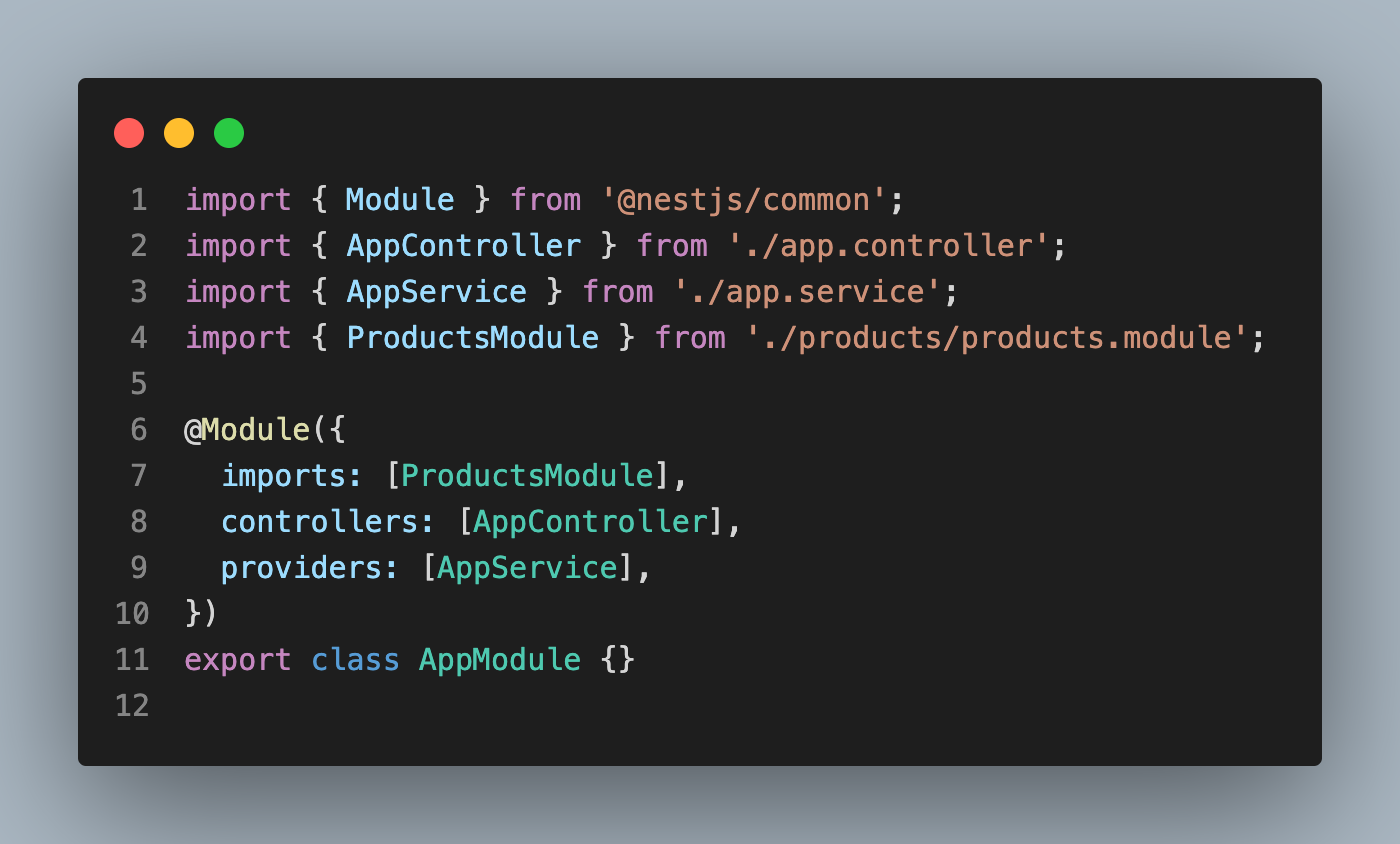 1 import { Module } from '@nestjs/common';
2 import { AppController } from './app.controller';
3 import { AppService } from './app.service';
4 import { ProductsModule } from './products/products.module';
5
6 @Module({
7   imports: [ProductsModule],
8   controllers: [AppController],
9   providers: [AppService],
10 })
11 export class AppModule {}
12